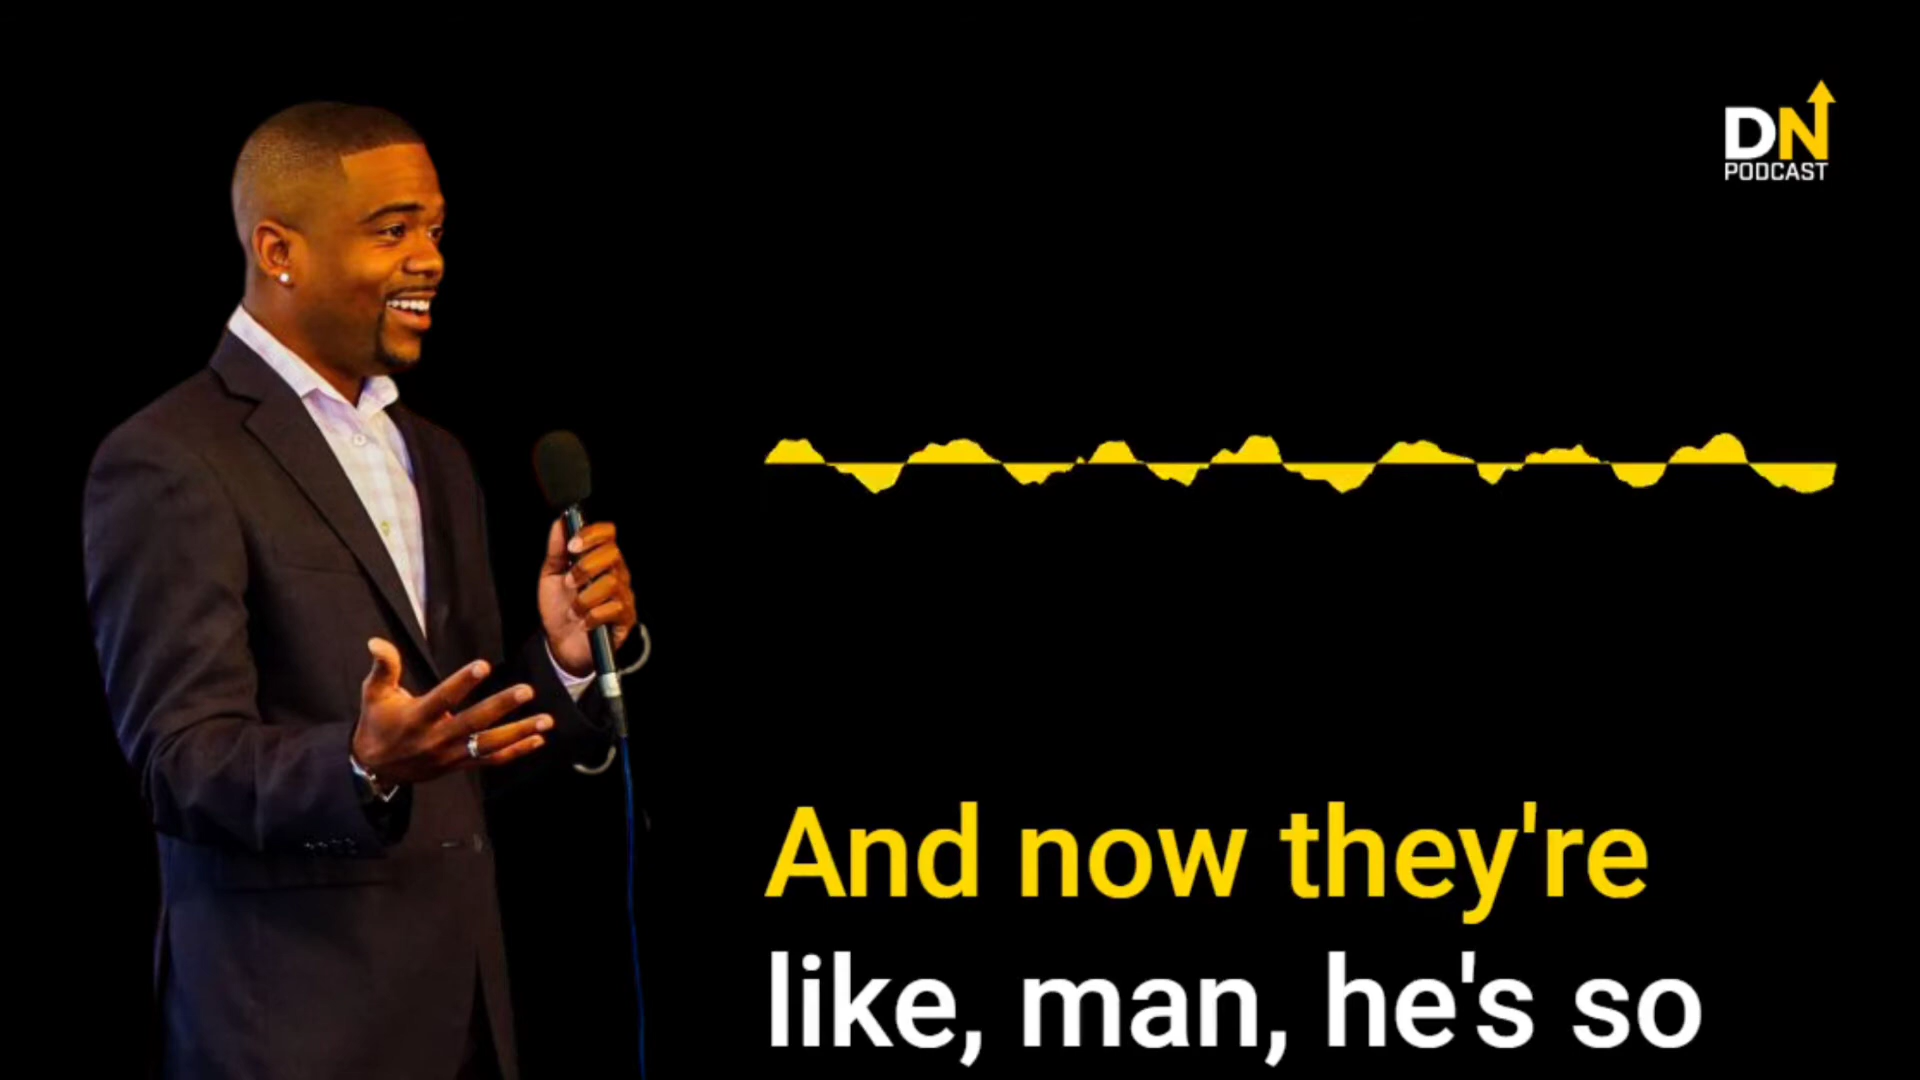 DN
PODCAST
And now they're
like, man, he's so